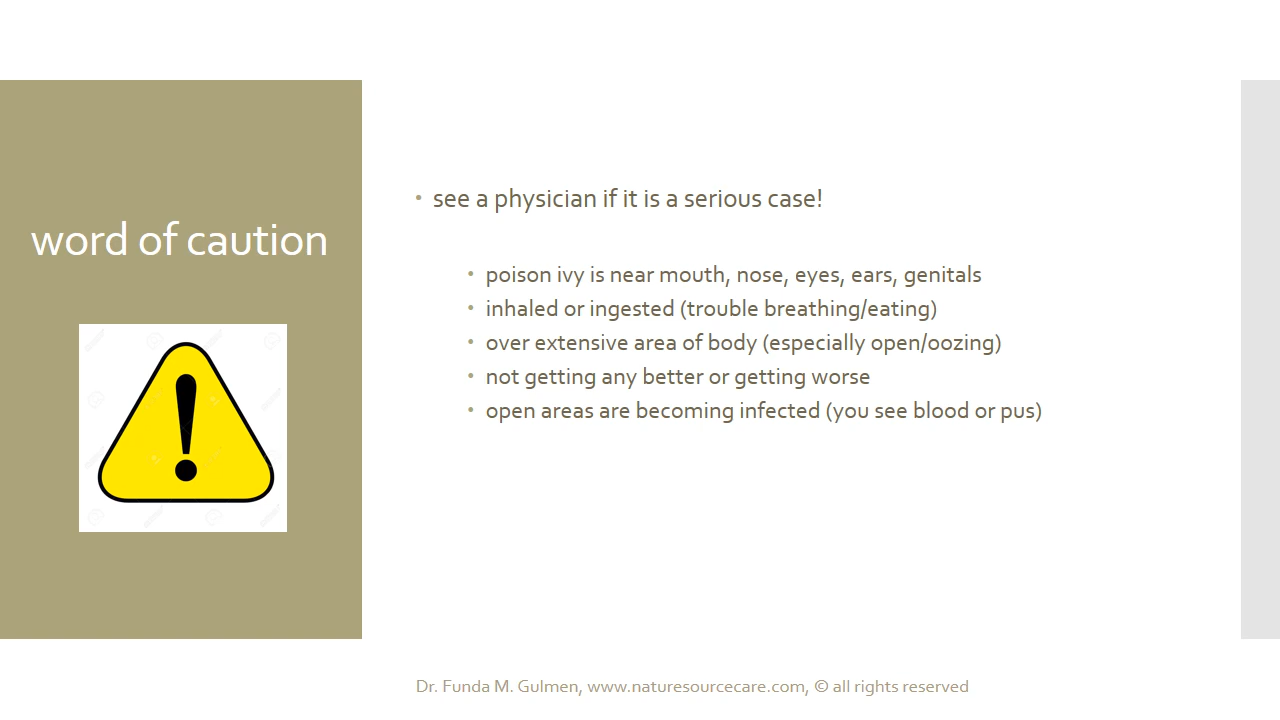 word of caution
• see a physician if it is a serious case!
• poison ivy is near mouth, nose, eyes, ears, genitals
• inhaled or ingested (trouble breathing/eating)
• over extensive area of body (especially open/oozing)
• not getting any better or getting worse
• open areas are becoming infected (you see blood or pus)
Dr. Funda M. Gulmen, www.naturesourcecare.com, © all rights reserved